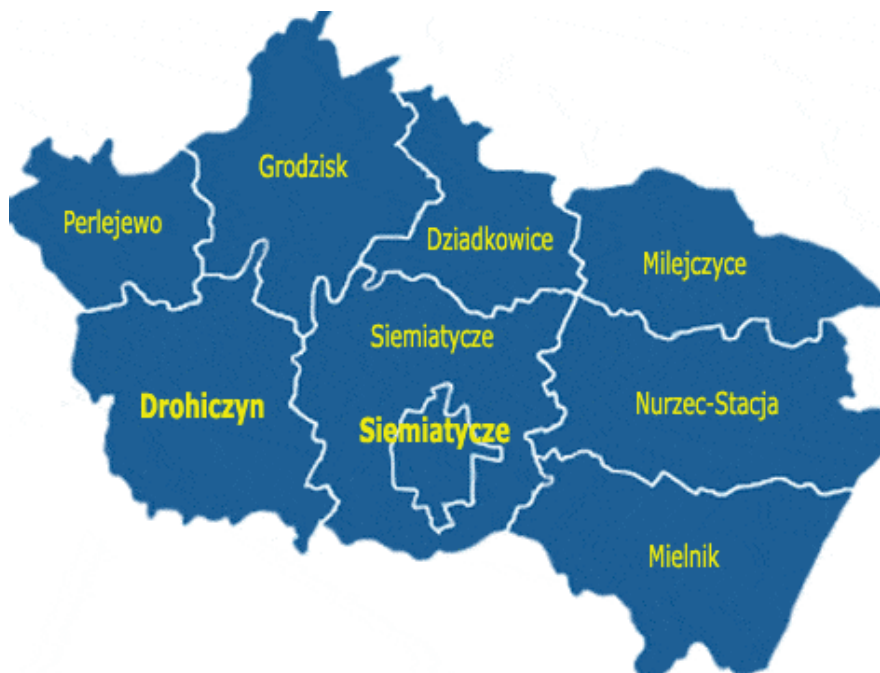 Grodzisk
Perlejewo
Dziadkowice
Milejczyce
Siemiatycze
Drohiczyn
Siemiatycze
Nurzec-Stacja
Mielnik